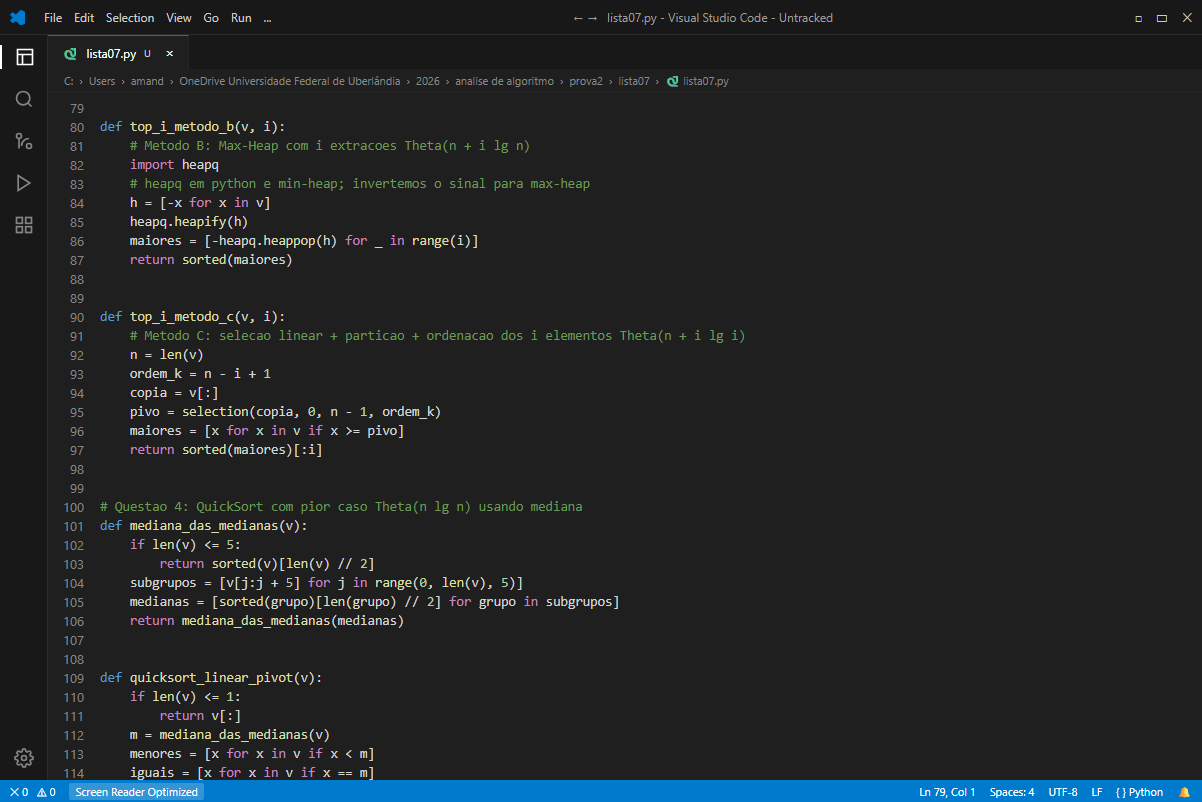 File Edit Selection View Go Run ...
←→ lista07.py - Visual Studio Code - Untracked
lista07.py U ×
C: › Users › amand › OneDrive Universidade Federal de Uberlândia › 2026 › analise de algoritmo › prova2 › lista07 › lista07.py
79
80 def top_i_metodo_b(v, i):
81     # Metodo B: Max-Heap com i extracoes Theta(n + i lg n)
82     import heapq
83     # heapq em python e min-heap; invertemos o sinal para max-heap
84     h = [-x for x in v]
85     heapq.heapify(h)
86     maiores = [-heapq.heappop(h) for _ in range(i)]
87     return sorted(maiores)
88
89
90 def top_i_metodo_c(v, i):
91     # Metodo C: selecao linear + particao + ordenacao dos i elementos Theta(n + i lg i)
92     n = len(v)
93     ordem_k = n - i + 1
94     copia = v[:]
95     pivo = selection(copia, 0, n - 1, ordem_k)
96     maiores = [x for x in v if x >= pivo]
97     return sorted(maiores)[:i]
98
99
100 # Questao 4: QuickSort com pior caso Theta(n lg n) usando mediana
101 def mediana_das_medianas(v):
102     if len(v) <= 5:
103         return sorted(v)[len(v) // 2]
104     subgrupos = [v[j:j + 5] for j in range(0, len(v), 5)]
105     medianas = [sorted(grupo)[len(grupo) // 2] for grupo in subgrupos]
106     return mediana_das_medianas(medianas)
107
108
109 def quicksort_linear_pivot(v):
110     if len(v) <= 1:
111         return v[:]
112     m = mediana_das_medianas(v)
113     menores = [x for x in v if x < m]
114     iguais = [x for x in v if x == m]
0 0 Screen Reader Optimized Ln 79, Col 1 Spaces: 4 UTF-8 LF { } Python